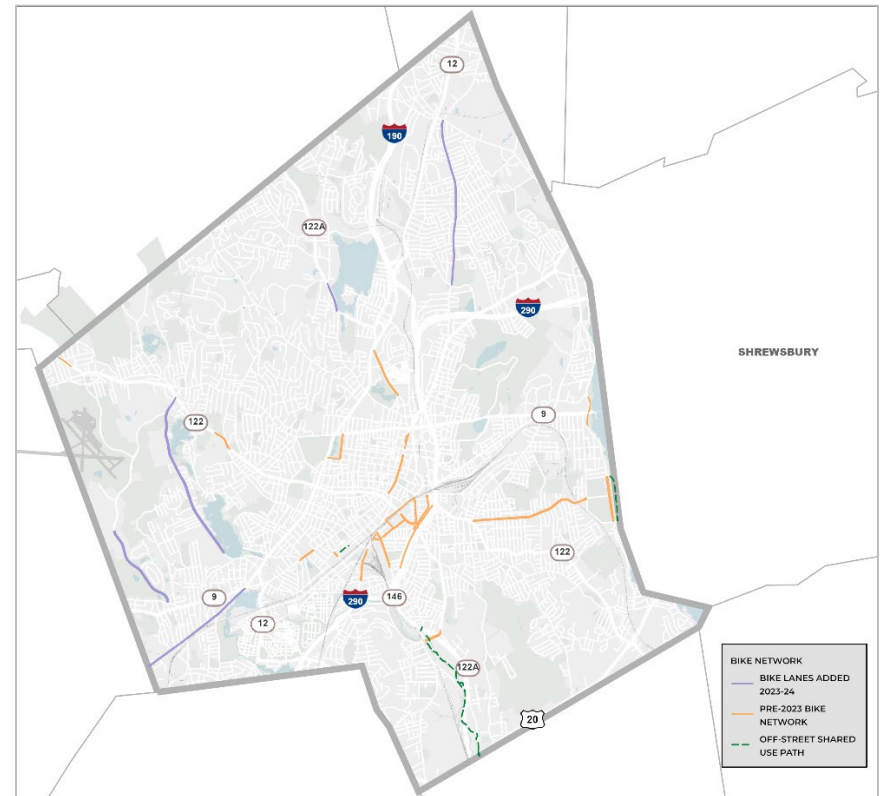 12
190
122A
290
SHREWSBURY
9
122
122
9
146
290
12
122A
20
BIKE NETWORK
BIKE LANES ADDED
2023-24
PRE-2023 BIKE
NETWORK
OFF-STREET SHARED
USE PATH